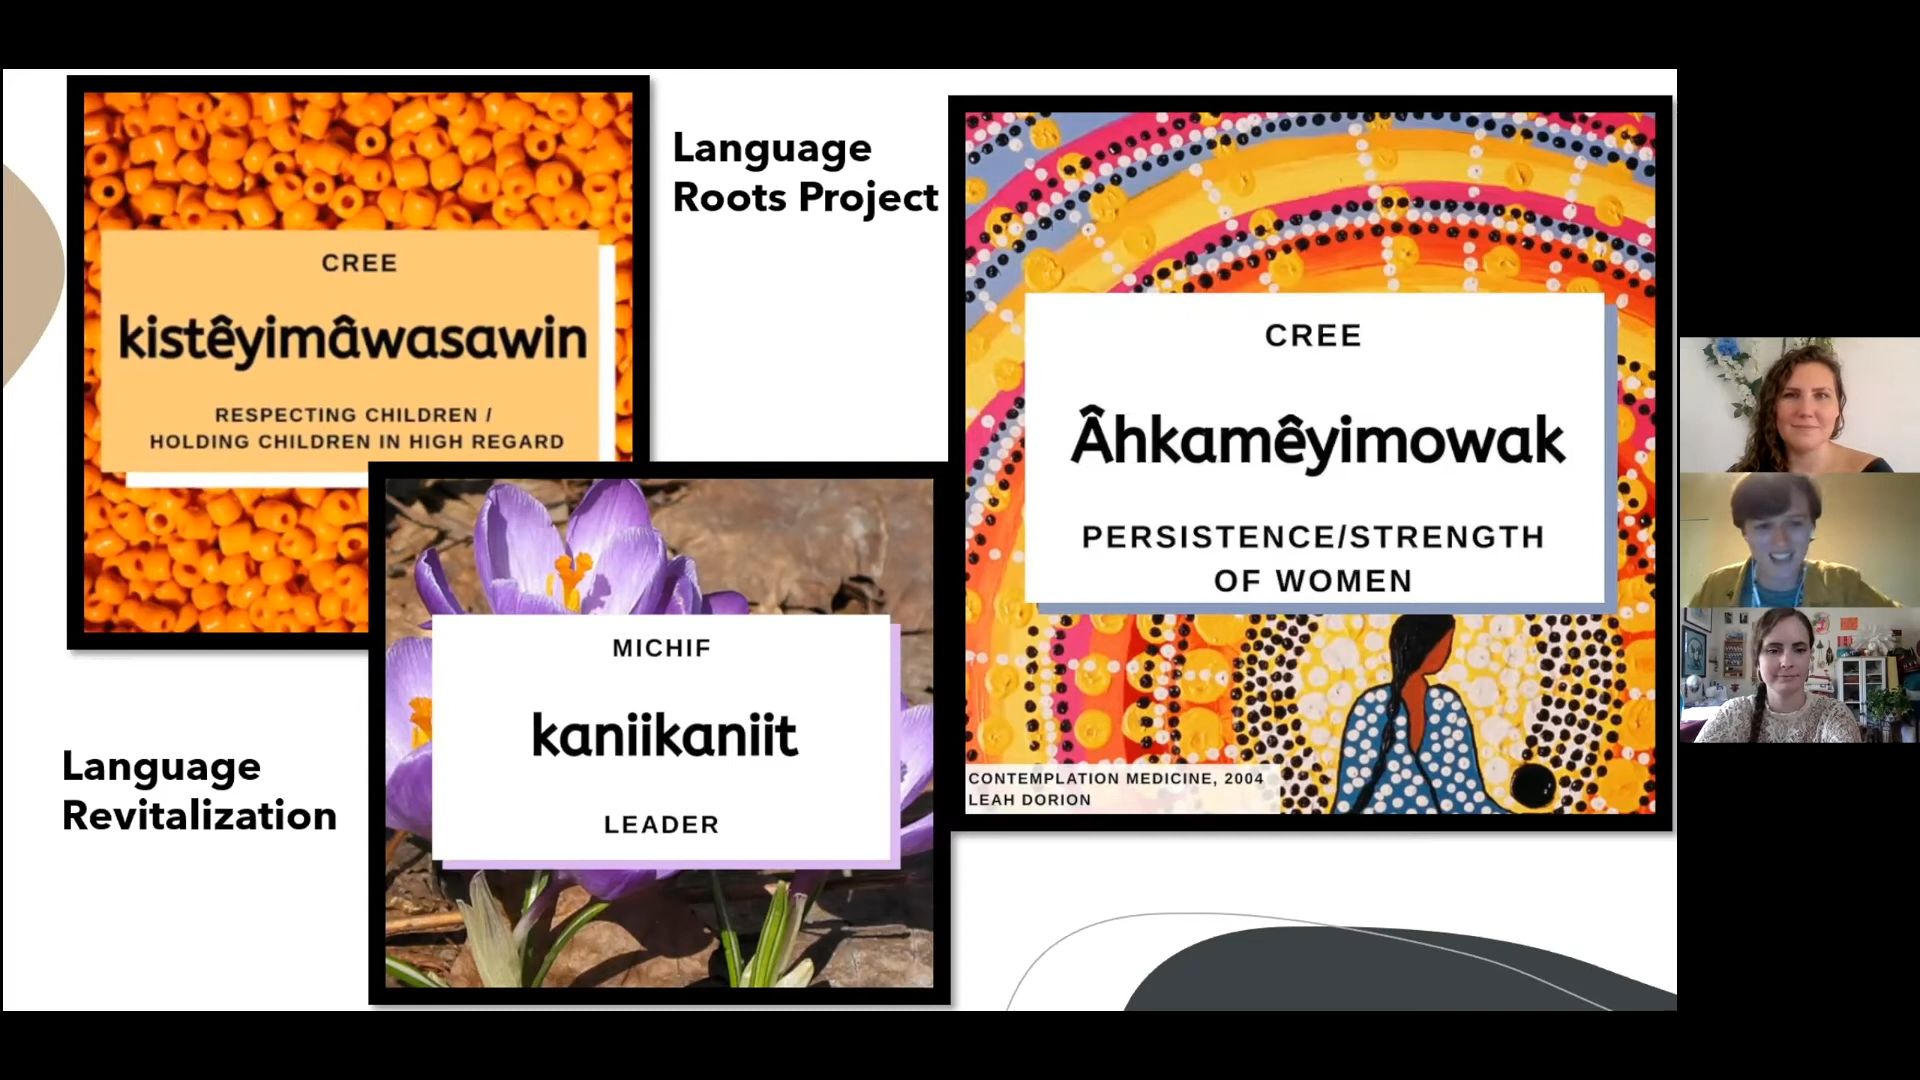 CREE
kistêyimâwasawin
RESPECTING CHILDREN /
HOLDING CHILDREN IN HIGH REGARD
Language
Roots Project
CREE
Âhkamêyimowak
PERSISTENCE/STRENGTH
OF WOMEN
CONTEMPLATION MEDICINE, 2004
LEAH DORION
Language
Revitalization
MICHIF
kaniikaniit
LEADER